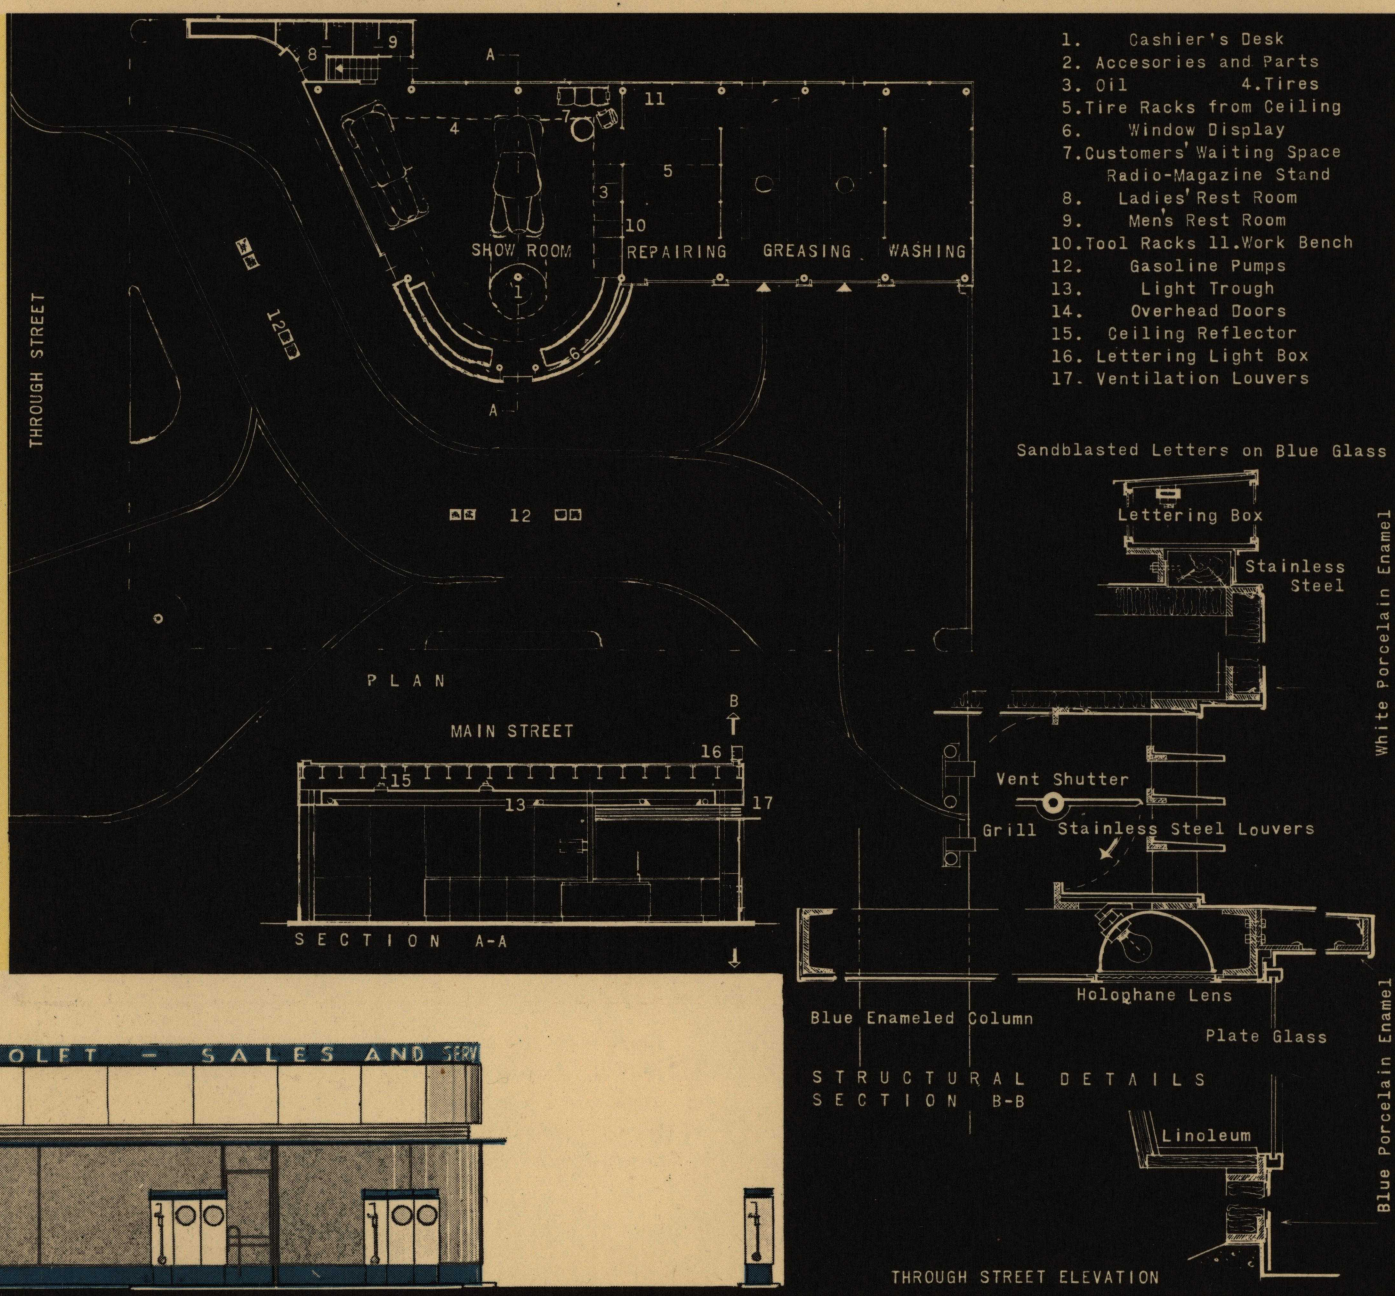 1. Cashier's Desk
2. Accesories and Parts
3. Oil 4.Tires
5.Tire Racks from Ceiling
6. Window Display
7.Customers' Waiting Space
Radio-Magazine Stand
8. Ladies' Rest Room
9. Men's Rest Room
10.Tool Racks 11.Work Bench
12. Gasoline Pumps
13. Light Trough
14. Overhead Doors
15. Ceiling Reflector
16. Lettering Light Box
17. Ventilation Louvers
8
9
A
11
4
7
5
3
10
SHOW ROOM
REPAIRING
GREASING
WASHING
1
12
6
A
THROUGH STREET
12
PLAN
MAIN STREET
B
16
15
13
17
SECTION A-A
Sandblasted Letters on Blue Glass
Lettering Box
Stainless
Steel
White Porcelain Enamel
Vent Shutter
Grill
Stainless Steel Louvers
Holophane Lens
Blue Enameled Column
Plate Glass
STRUCTURAL DETAILS
SECTION B-B
Linoleum
Blue Porcelain Enamel
THROUGH STREET ELEVATION
OLET - SALES AND SERV